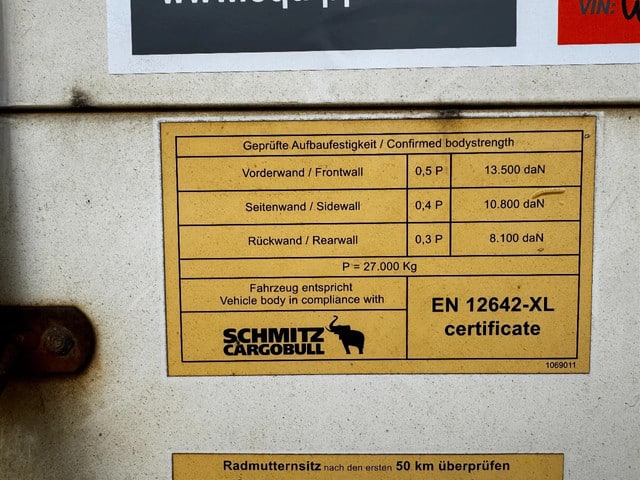 VIN:
Geprüfte Aufbaufestigkeit / Confirmed bodystrength
Vorderwand / Frontwall 0,5 P 13.500 daN
Seitenwand / Sidewall 0,4 P 10.800 daN
Rückwand / Rearwall 0,3 P 8.100 daN
P = 27.000 Kg
Fahrzeug entspricht
Vehicle body in compliance with
SCHMITZ
CARGOBULL
EN 12642-XL
certificate
1069011
Radmutternsitz nach den ersten 50 km überprüfen